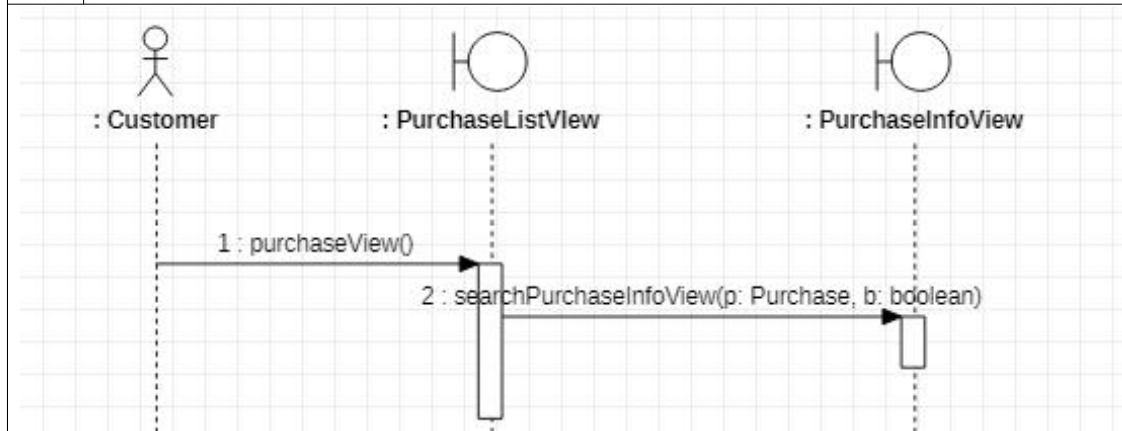 : Customer
: PurchaseListVIew
: PurchaseInfoView
1 : purchaseView()
2 : searchPurchaseInfoView(p: Purchase, b: boolean)